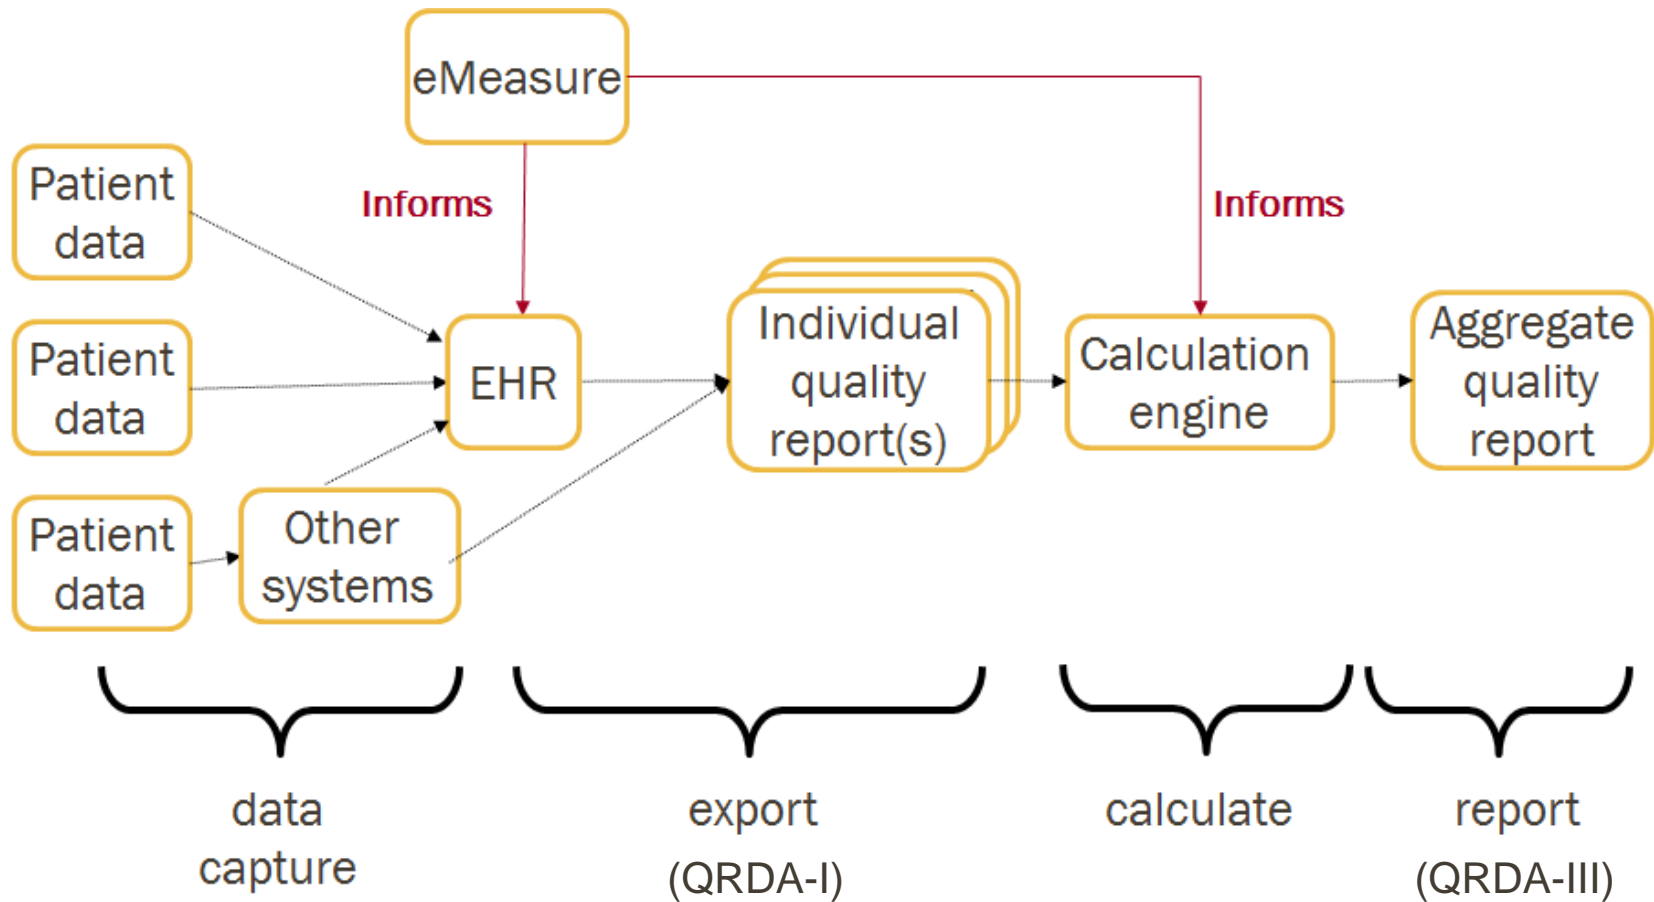 eMeasure
Patient
data
Informs
Informs
Patient
data
EHR
Individual
quality
report(s)
Calculation
engine
Aggregate
quality
report
Patient
data
Other
systems
data
capture
export
(QRDA-I)
calculate
report
(QRDA-III)